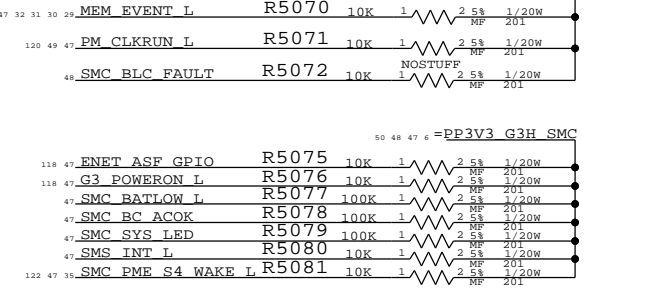 47 32 31 30 29 MEM_EVENT_L R5070 10K 1 2 5% 1/20W
MF 201
120 49 47 PM_CLKRUN_L R5071 10K 1 2 5% 1/20W
MF 201
NOSTUFF
48 SMC_BLC_FAULT R5072 10K 1 2 5% 1/20W
MF 201
50 48 47 6 =PP3V3_G3H_SMC
118 47 ENET_ASF_GPIO R5075 10K 1 2 5% 1/20W
MF 201
118 47 G3_POWERON_L R5076 10K 1 2 5% 1/20W
MF 201
47 SMC_BATLOW_L R5077 100K 1 2 5% 1/20W
MF 201
47 SMC_BC_ACOK R5078 100K 1 2 5% 1/20W
MF 201
47 SMC_SYS_LED R5079 100K 1 2 5% 1/20W
MF 201
47 SMS_INT_L R5080 10K 1 2 5% 1/20W
MF 201
122 47 35 SMC_PME_S4_WAKE_L R5081 10K 1 2 5% 1/20W
MF 201